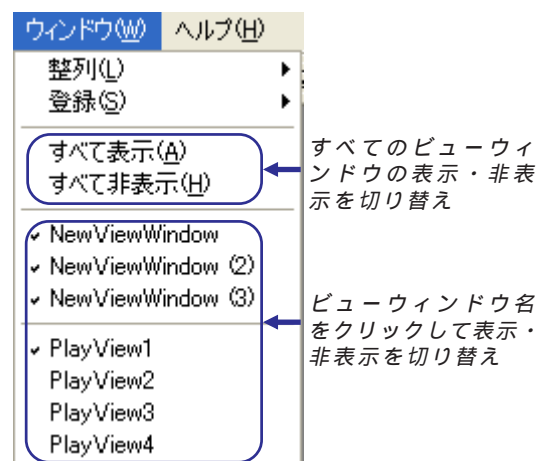 ウィンドウ(W) ヘルプ(H)
整列(L)
登録(S)
すべて表示(A)
すべて非表示(H)
すべてのビューウィ
ンドウの表示・非表
示を切り替え
NewViewWindow
NewViewWindow (2)
NewViewWindow (3)
ビューウィンドウ名
をクリックして表示・
非表示を切り替え
PlayView1
PlayView2
PlayView3
PlayView4